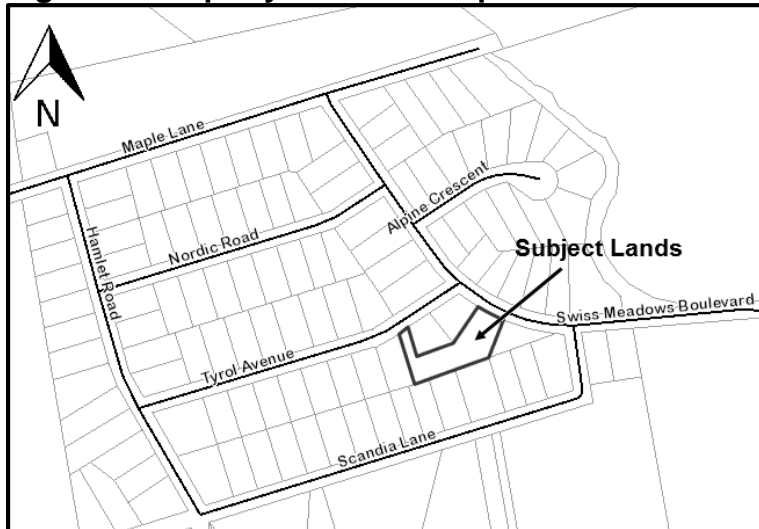 N
Maple Lane
Alpine Crescent
Nordic Road
Hamlet Road
Subject Lands
Swiss Meadows Boulevard
Tyrol Avenue
Scandia Lane